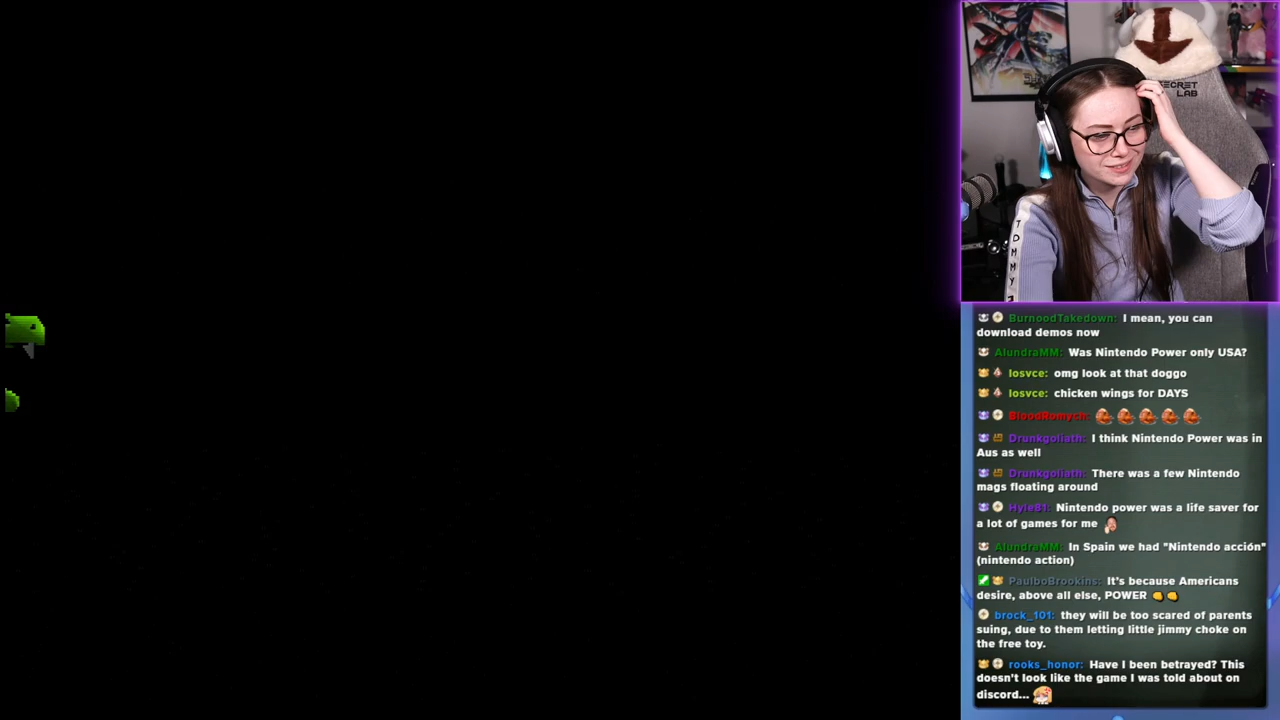 SECRET
LAB
TOMMY
BurnoodTakedown: I mean, you can
download demos now
AlundraMM: Was Nintendo Power only USA?
losvce: omg look at that doggo
losvce: chicken wings for DAYS
BloodRomych:
Drunkgoliath: I think Nintendo Power was in
Aus as well
Drunkgoliath: There was a few Nintendo
mags floating around
Hyle81: Nintendo power was a life saver for
a lot of games for me
AlundraMM: In Spain we had "Nintendo acción"
(nintendo action)
PaulboBrookins: It's because Americans
desire, above all else, POWER
brock_101: they will be too scared of parents
suing, due to them letting little jimmy choke on
the free toy.
rooks_honor: Have I been betrayed? This
doesn't look like the game I was told about on
discord...